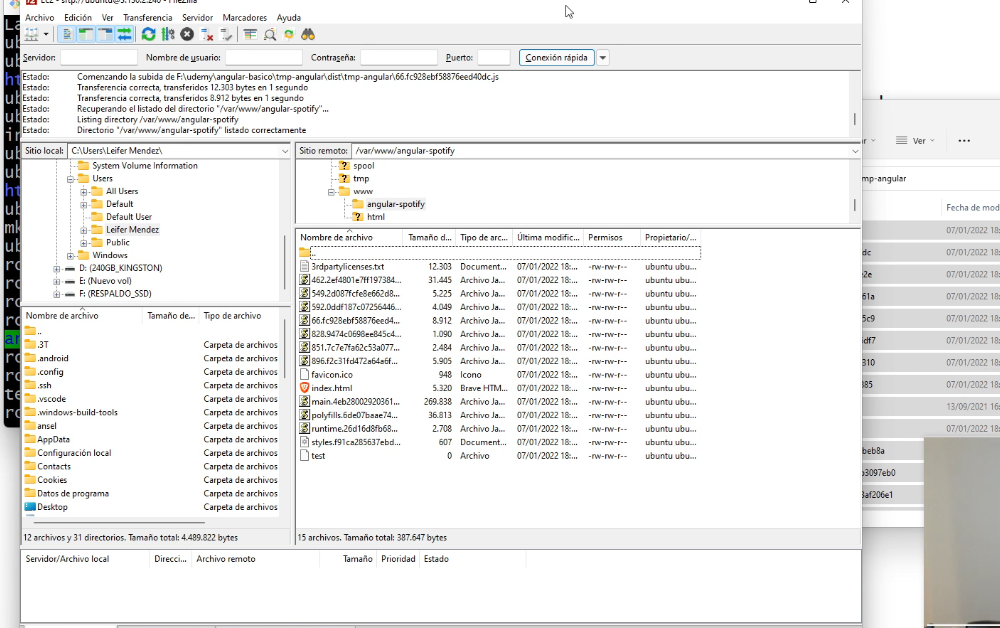 Archivo Edición Ver Transferencia Servidor Marcadores Ayuda
Servidor: Nombre de usuario: Contraseña: Puerto: Conexión rápida
Estado: Comenzando la subida de F:\udemy\angular-basico\tmp-angular\dist\tmp-angular\66.fc928ebf58876eed40dc.js
Estado: Transferencia correcta, transferidos 12.303 bytes en 1 segundo
Estado: Transferencia correcta, transferidos 8.912 bytes en 1 segundo
Estado: Recuperando el listado del directorio "/var/www/angular-spotify"...
Estado: Listing directory /var/www/angular-spotify
Estado: Directorio "/var/www/angular-spotify" listado correctamente
Sitio local: C:\Users\Leifer Mendez\
System Volume Information
Users
All Users
Default
Default User
Leifer Mendez
Public
Windows
D: (240GB_KINGSTON)
E: (Nuevo vol)
F: (RESPALDO_SSD)
Nombre de archivo Tamaño de... Tipo de archivo
..
.3T Carpeta de archivos
.android Carpeta de archivos
.config Carpeta de archivos
.ssh Carpeta de archivos
.vscode Carpeta de archivos
.windows-build-tools Carpeta de archivos
ansel Carpeta de archivos
AppData Carpeta de archivos
Configuración local Carpeta de archivos
Contacts Carpeta de archivos
Cookies Carpeta de archivos
Datos de programa Carpeta de archivos
Desktop Carpeta de archivos
12 archivos y 31 directorios. Tamaño total: 4.489.822 bytes
Sitio remoto: /var/www/angular-spotify
spool
tmp
www
angular-spotify
html
Nombre de archivo Tamaño d... Tipo de arc... Última modific... Permisos Propietario/...
..
3rdpartylicenses.txt 12.303 Document... 07/01/2022 18:... -rw-rw-r-- ubuntu ubu...
462.2ef4801e7ff197384... 31.445 Archivo Ja... 07/01/2022 18:... -rw-rw-r-- ubuntu ubu...
549.2d087fcfe8e662d8... 5.225 Archivo Ja... 07/01/2022 18:... -rw-rw-r-- ubuntu ubu...
592.0ddf187c07256446... 4.049 Archivo Ja... 07/01/2022 18:... -rw-rw-r-- ubuntu ubu...
66.fc928ebf58876eed4... 8.912 Archivo Ja... 07/01/2022 18:... -rw-rw-r-- ubuntu ubu...
828.9474c0698ee845c4... 1.090 Archivo Ja... 07/01/2022 18:... -rw-rw-r-- ubuntu ubu...
851.7c7e7fa62c53a077... 2.484 Archivo Ja... 07/01/2022 18:... -rw-rw-r-- ubuntu ubu...
896.f2c31fd472a64a6f... 5.905 Archivo Ja... 07/01/2022 18:... -rw-rw-r-- ubuntu ubu...
favicon.ico 948 Icono 07/01/2022 18:... -rw-rw-r-- ubuntu ubu...
index.html 5.320 Brave HTM... 07/01/2022 18:... -rw-rw-r-- ubuntu ubu...
main.4eb28002920361... 269.838 Archivo Ja... 07/01/2022 18:... -rw-rw-r-- ubuntu ubu...
polyfills.6de07baae74... 36.813 Archivo Ja... 07/01/2022 18:... -rw-rw-r-- ubuntu ubu...
runtime.26d16d8fb68... 2.708 Archivo Ja... 07/01/2022 18:... -rw-rw-r-- ubuntu ubu...
styles.f91ca285637ebd... 607 Document... 07/01/2022 18:... -rw-rw-r-- ubuntu ubu...
test 0 Archivo 07/01/2022 18:... -rw-rw-r-- ubuntu ubu...
15 archivos. Tamaño total: 387.647 bytes
Servidor/Archivo local Direcci... Archivo remoto Tamaño Prioridad Estado
Ver
mp-angular
Fecha de mod
07/01/2022 18
07/01/2022 18
07/01/2022 18
07/01/2022 18
07/01/2022 18
07/01/2022 18
07/01/2022 18
07/01/2022 18
13/09/2021 16
07/01/2022 18